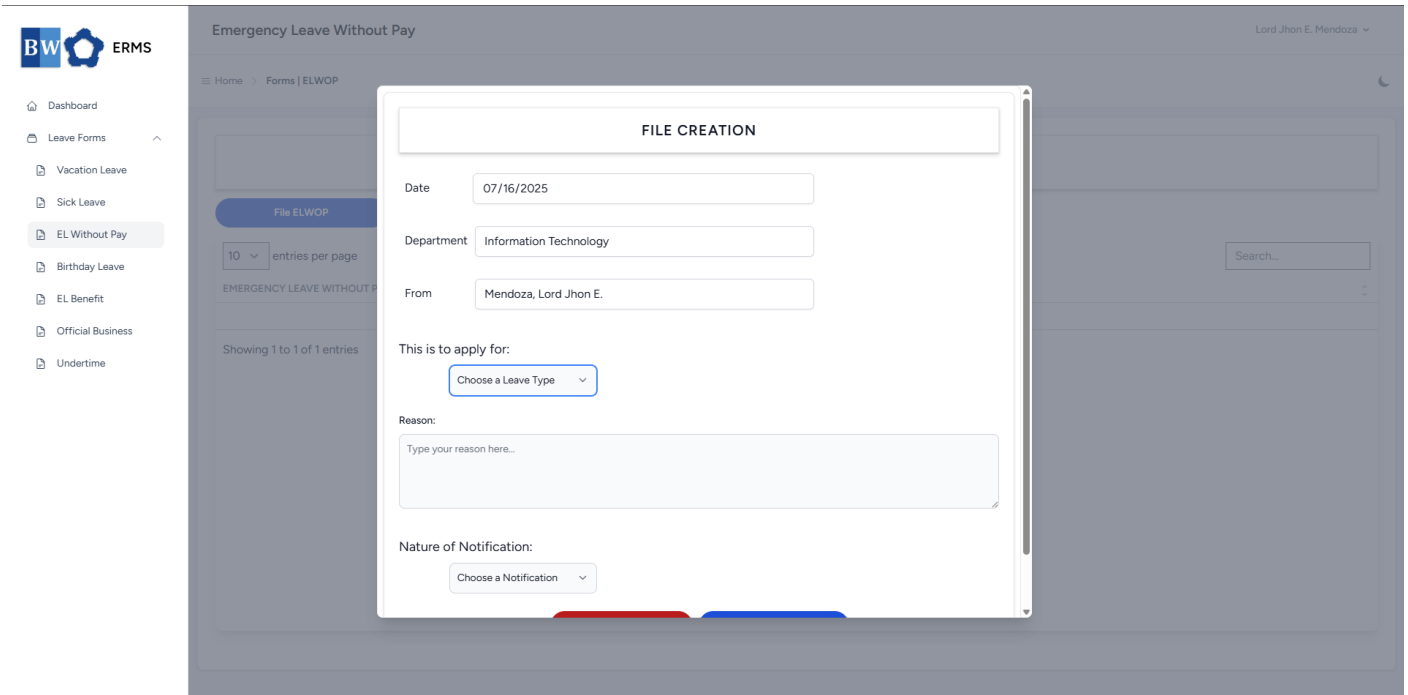 BW ERMS
Dashboard
Leave Forms
Vacation Leave
Sick Leave
EL Without Pay
Birthday Leave
EL Benefit
Official Business
Undertime
Emergency Leave Without Pay
Lord Jhon E. Mendoza
Home > Forms | ELWOP
File ELWOP
10 entries per page
Search...
EMERGENCY LEAVE WITHOUT P
Showing 1 to 1 of 1 entries
FILE CREATION
Date 07/16/2025
Department Information Technology
From Mendoza, Lord Jhon E.
This is to apply for:
Choose a Leave Type
Reason:
Type your reason here...
Nature of Notification:
Choose a Notification